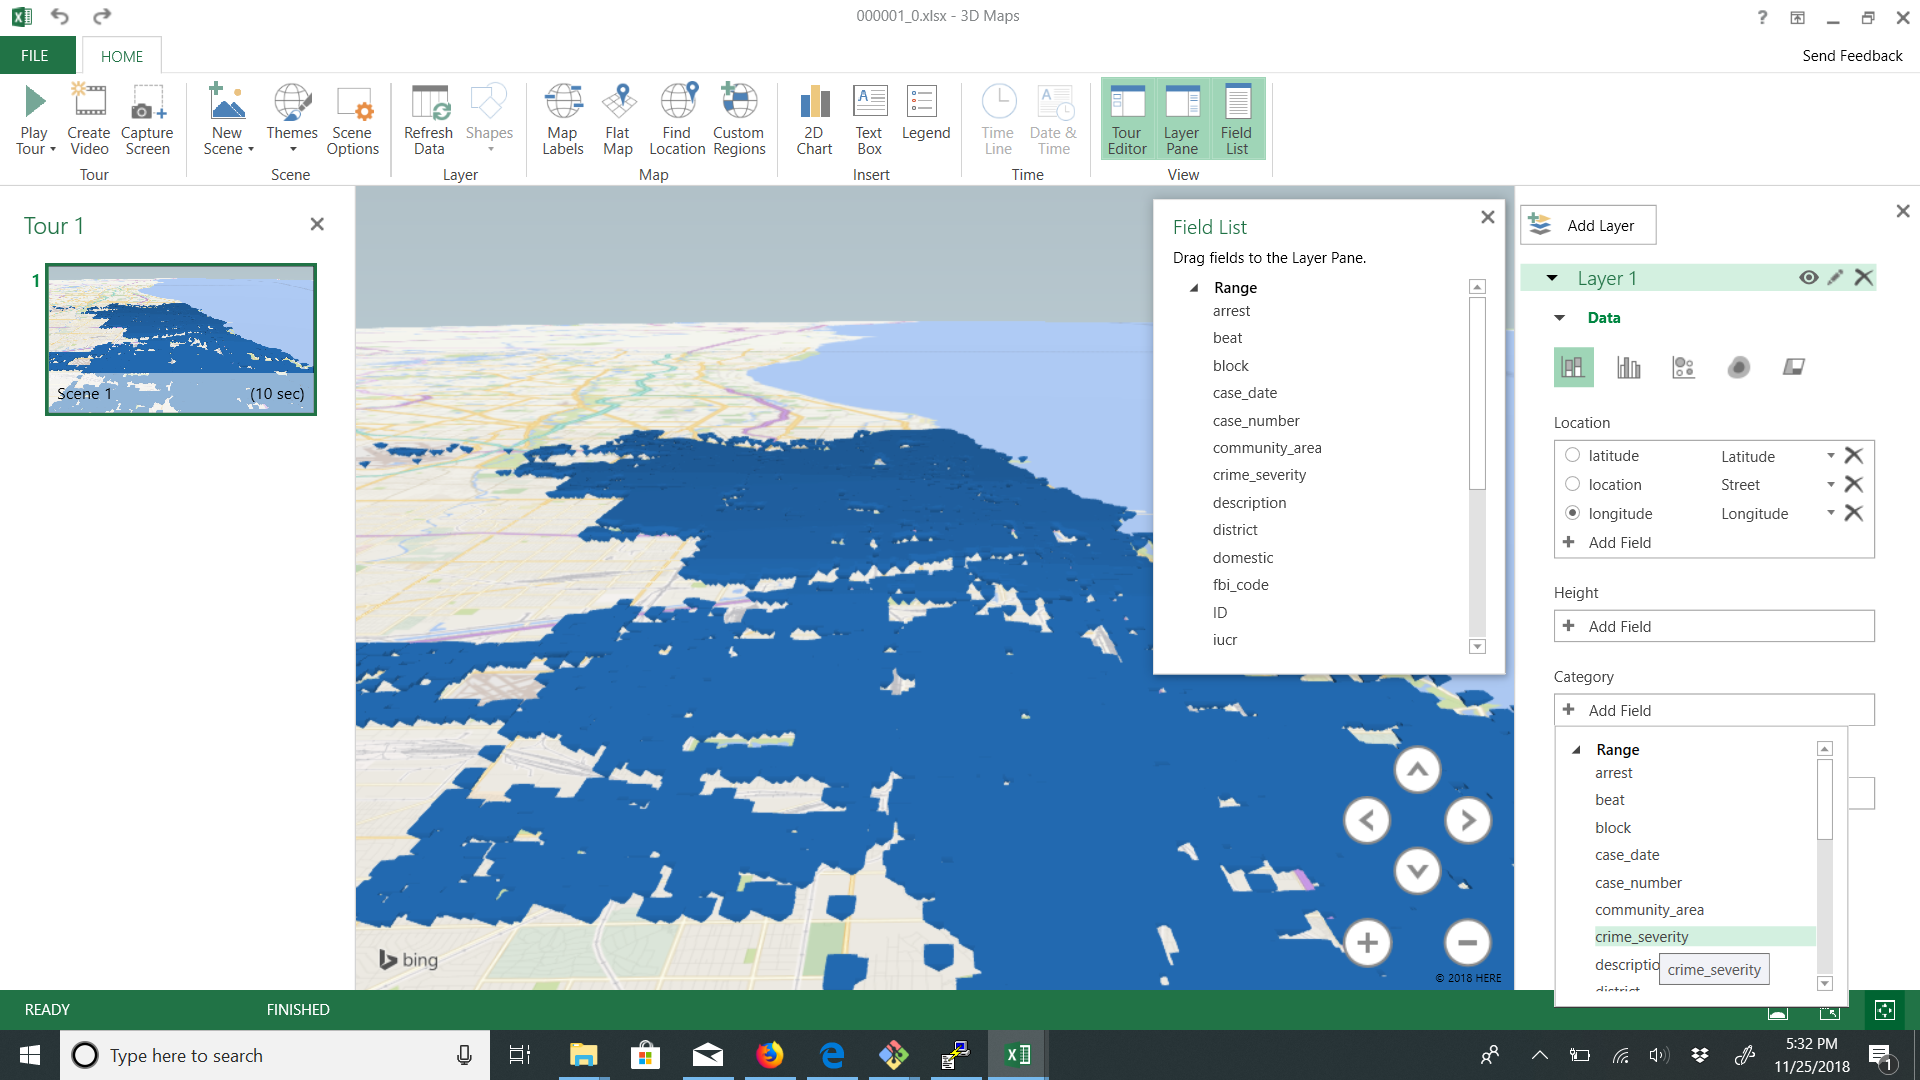 000001_0.xlsx - 3D Maps
?
FILE
HOME
Send Feedback
Play Tour
Create Video
Capture Screen
New Scene
Themes
Scene Options
Refresh Data
Shapes
Map Labels
Flat Map
Find Location
Custom Regions
2D Chart
Text Box
Legend
Time Line
Date & Time
Tour Editor
Layer Pane
Field List
Tour
Scene
Layer
Map
Insert
Time
View
Tour 1
1
Scene 1 (10 sec)
Field List
Drag fields to the Layer Pane.
Range
arrest
beat
block
case_date
case_number
community_area
crime_severity
description
district
domestic
fbi_code
ID
iucr
bing
© 2018 HERE
Add Layer
Layer 1
Data
Location
latitude Latitude
location Street
longitude Longitude
Add Field
Height
Add Field
Category
Add Field
Range
arrest
beat
block
case_date
case_number
community_area
crime_severity
descriptio
crime_severity
district
READY FINISHED
Type here to search
5:32 PM
11/25/2018
1